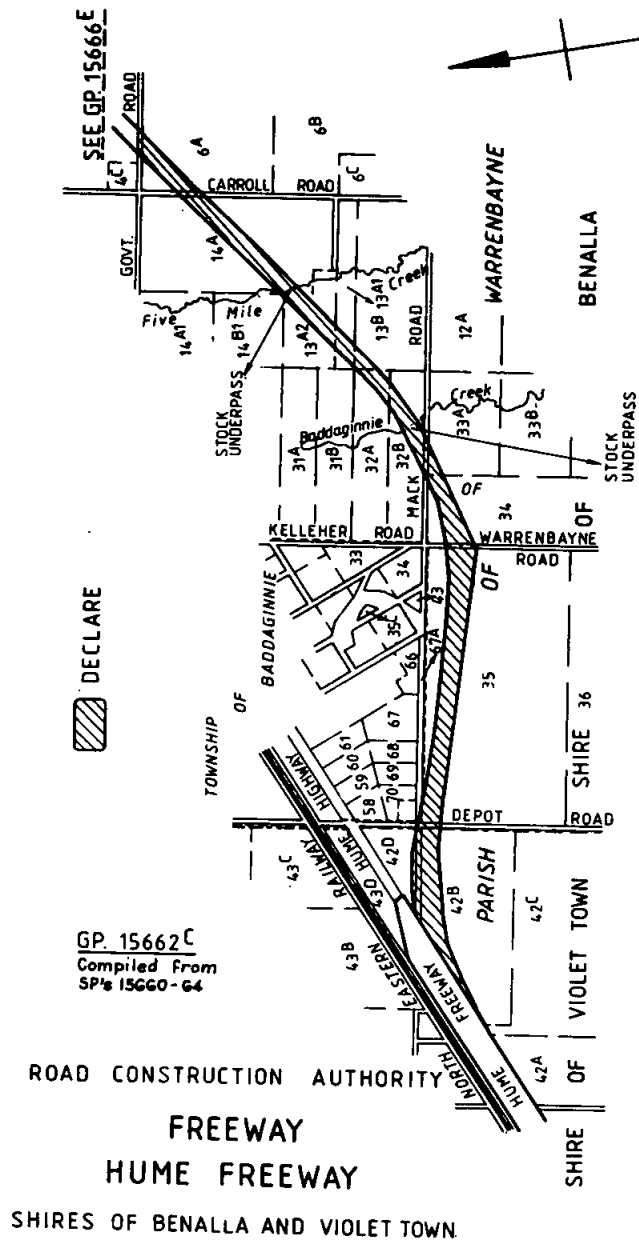 SEE GP. 15666E
ROAD
GOVT.
4C
6A
6B
6C
CARROLL ROAD
14A
Five Mile Creek
14A1
14B1
13A2
13B
13A1
STOCK
UNDERPASS
ROAD
12A
WARRENBAYNE
BENALLA
Baddaginnie Creek
31A
31B
32A
32B
33A
33B
STOCK
UNDERPASS
MACK
OF
34
OF
KELLEHER ROAD
WARRENBAYNE
ROAD
DECLARE
TOWNSHIP
OF
BADDAGINNIE
33
34
35C
43
67A
66
67
68
69
70
61
60
59
58
OF
35
36
SHIRE
DEPOT ROAD
HUME HIGHWAY
RAILWAY
43C
43D
43B
42D
42B
PARISH
42C
VIOLET TOWN
GP. 15662C
Compiled From
SP's 15660-64
NORTH EASTERN
HUME FREEWAY
42A
OF
SHIRE
ROAD CONSTRUCTION AUTHORITY
FREEWAY
HUME FREEWAY
SHIRES OF BENALLA AND VIOLET TOWN.